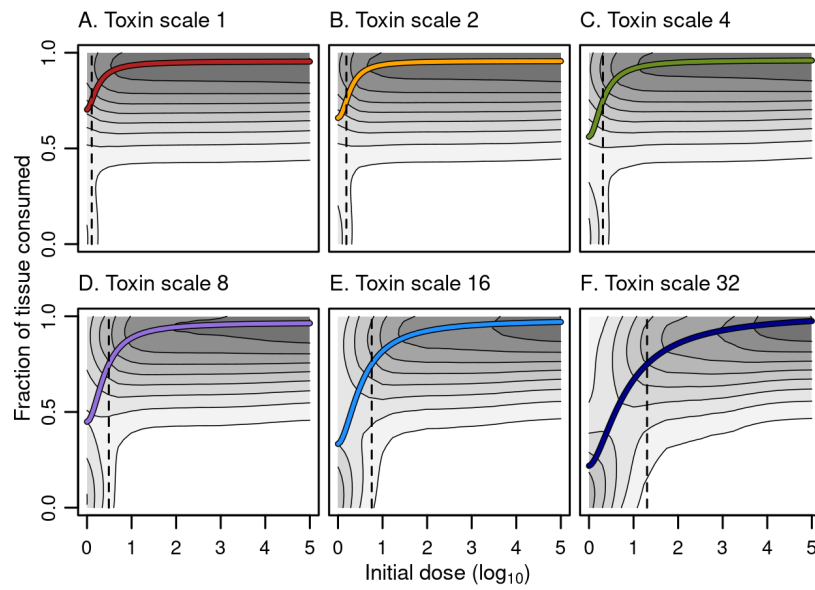 A. Toxin scale 1
B. Toxin scale 2
C. Toxin scale 4
1.0
0.5
0.0
D. Toxin scale 8
E. Toxin scale 16
F. Toxin scale 32
1.0
0.5
0.0
Fraction of tissue consumed
0 1 2 3 4 5
0 1 2 3 4 5
0 1 2 3 4 5
Initial dose (log10)